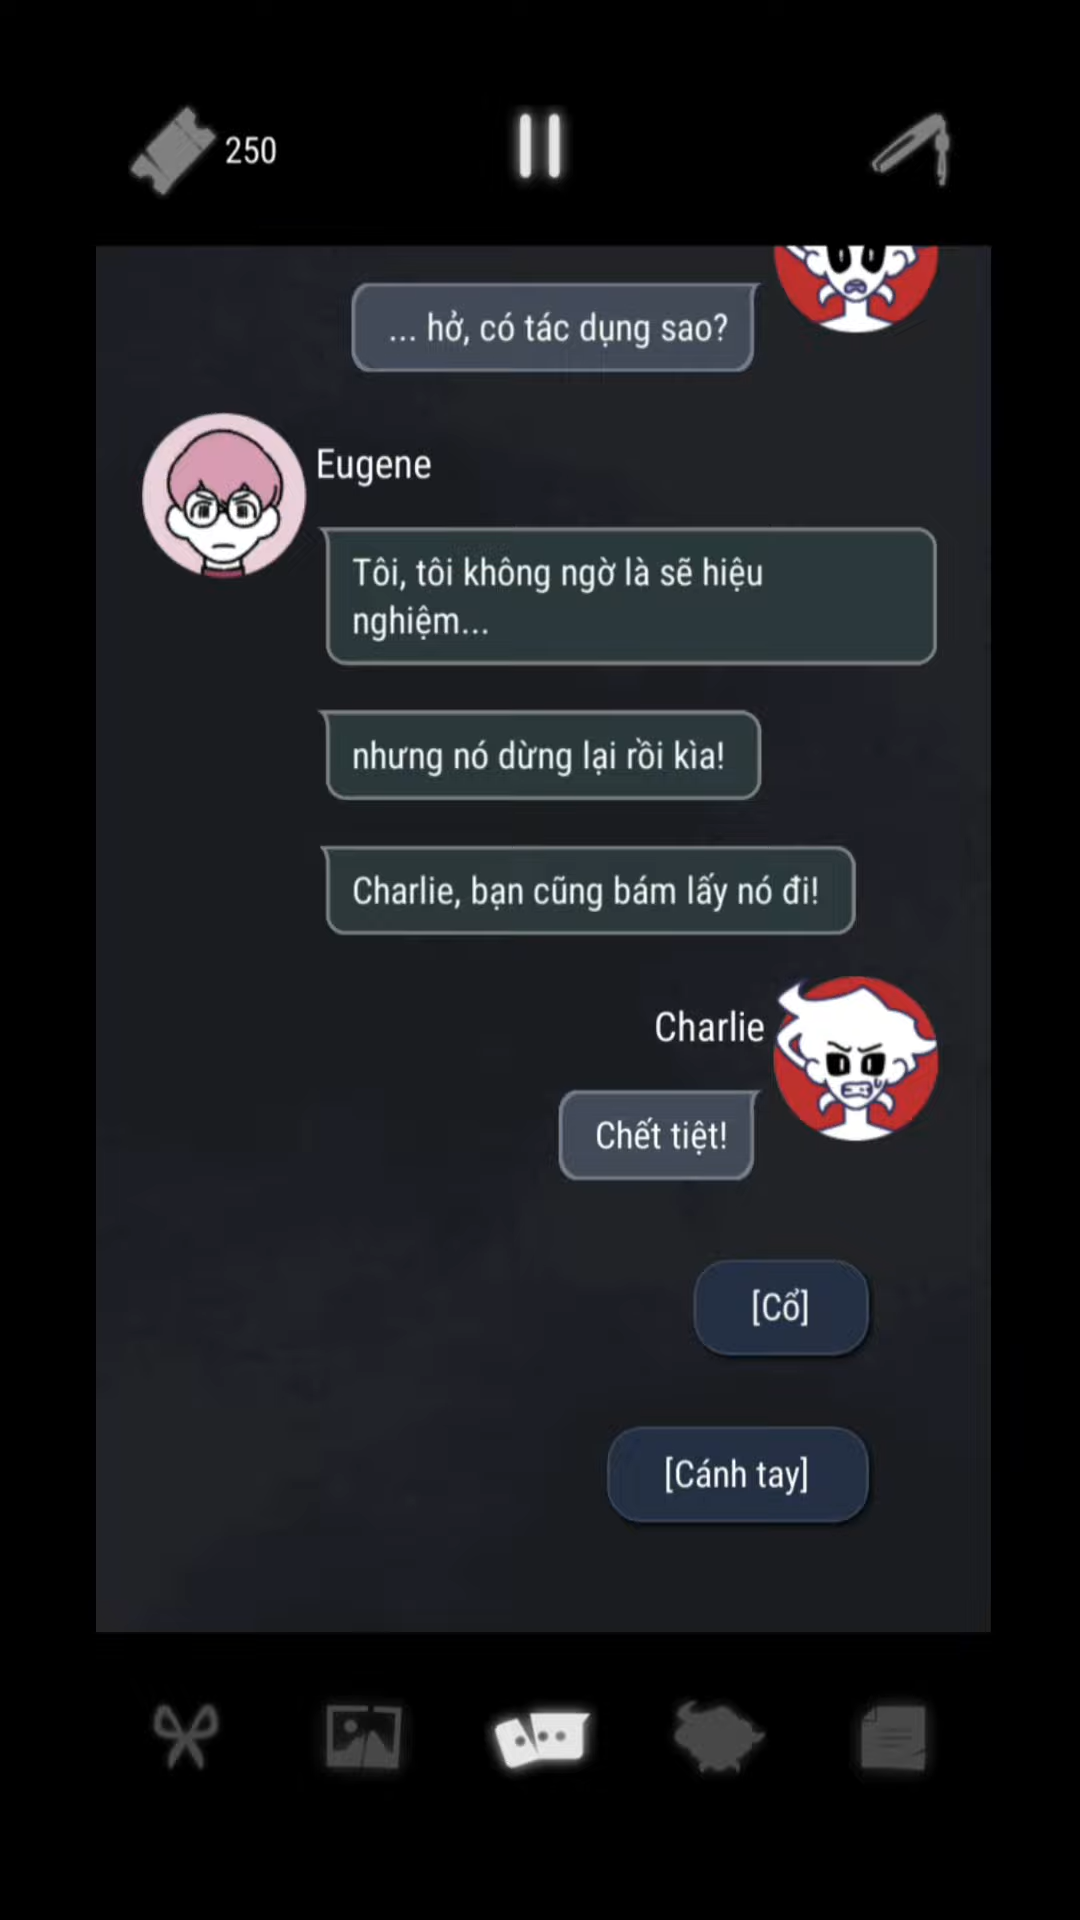 250
... hở, có tác dụng sao?
Eugene
Tôi, tôi không ngờ là sẽ hiệu
nghiệm...
nhưng nó dừng lại rồi kìa!
Charlie, bạn cũng bám lấy nó đi!
Charlie
Chết tiệt!
[Cổ]
[Cánh tay]